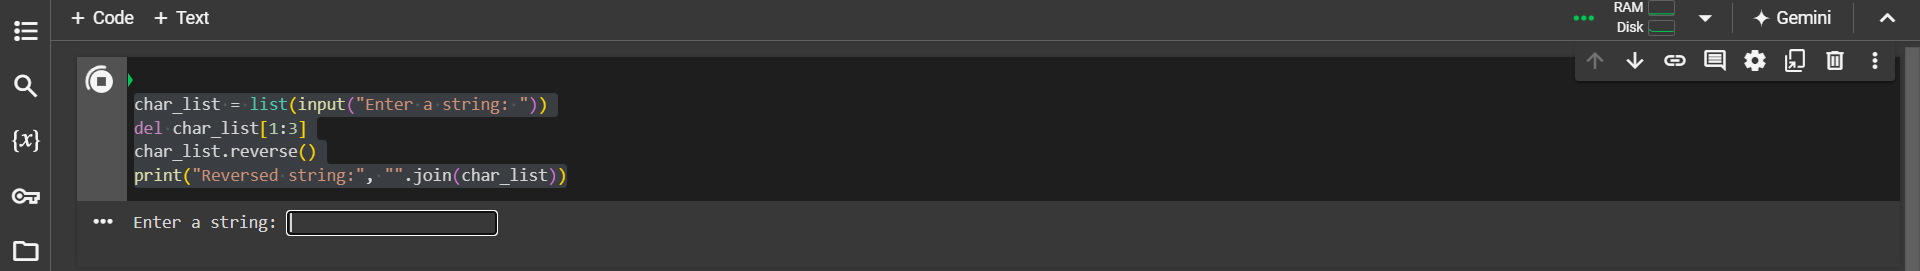 + Code + Text
RAM
Disk
Gemini
{x}
char_list = list(input("Enter a string: "))
del char_list[1:3]
char_list.reverse()
print("Reversed string:", "".join(char_list))
Enter a string: